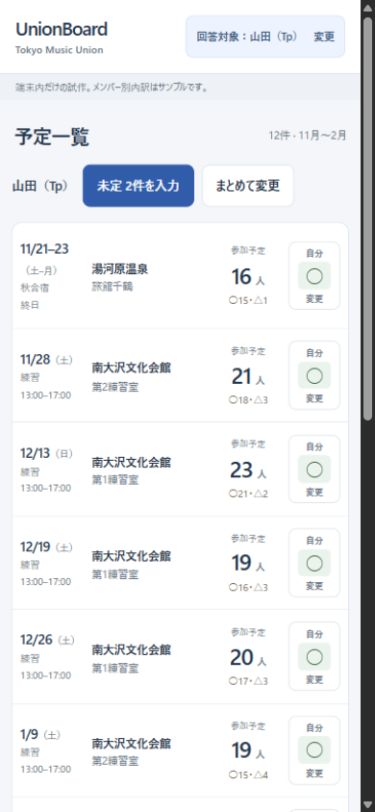 UnionBoard
Tokyo Music Union
回答対象：山田（Tp） 変更
端末内だけの試作。メンバー別内訳はサンプルです。
予定一覧
12件・11月〜2月
山田（Tp） 未定 2件を入力 まとめて変更
11/21–23
（土–月）
秋合宿
終日
湯河原温泉
旅館千鶴
参加予定
16 人
○15・△1
自分
○
変更
11/28（土）
練習
13:00–17:00
南大沢文化会館
第2練習室
参加予定
21 人
○18・△3
自分
○
変更
12/13（日）
練習
13:00–17:00
南大沢文化会館
第1練習室
参加予定
23 人
○21・△2
自分
○
変更
12/19（土）
練習
13:00–17:00
南大沢文化会館
第1練習室
参加予定
19 人
○16・△3
自分
○
変更
12/26（土）
練習
13:00–17:00
南大沢文化会館
第1練習室
参加予定
20 人
○17・△3
自分
○
変更
1/9（土）
練習
13:00–17:00
南大沢文化会館
第2練習室
参加予定
19 人
○15・△4
自分
○
変更